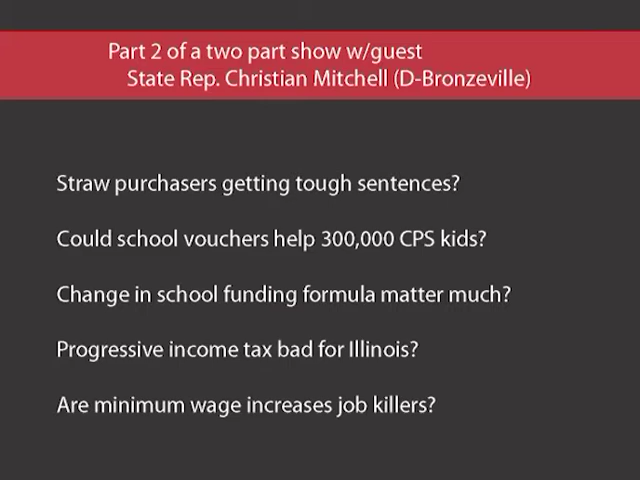 Part 2 of a two part show w/guest
State Rep. Christian Mitchell (D-Bronzeville)
Straw purchasers getting tough sentences?
Could school vouchers help 300,000 CPS kids?
Change in school funding formula matter much?
Progressive income tax bad for Illinois?
Are minimum wage increases job killers?